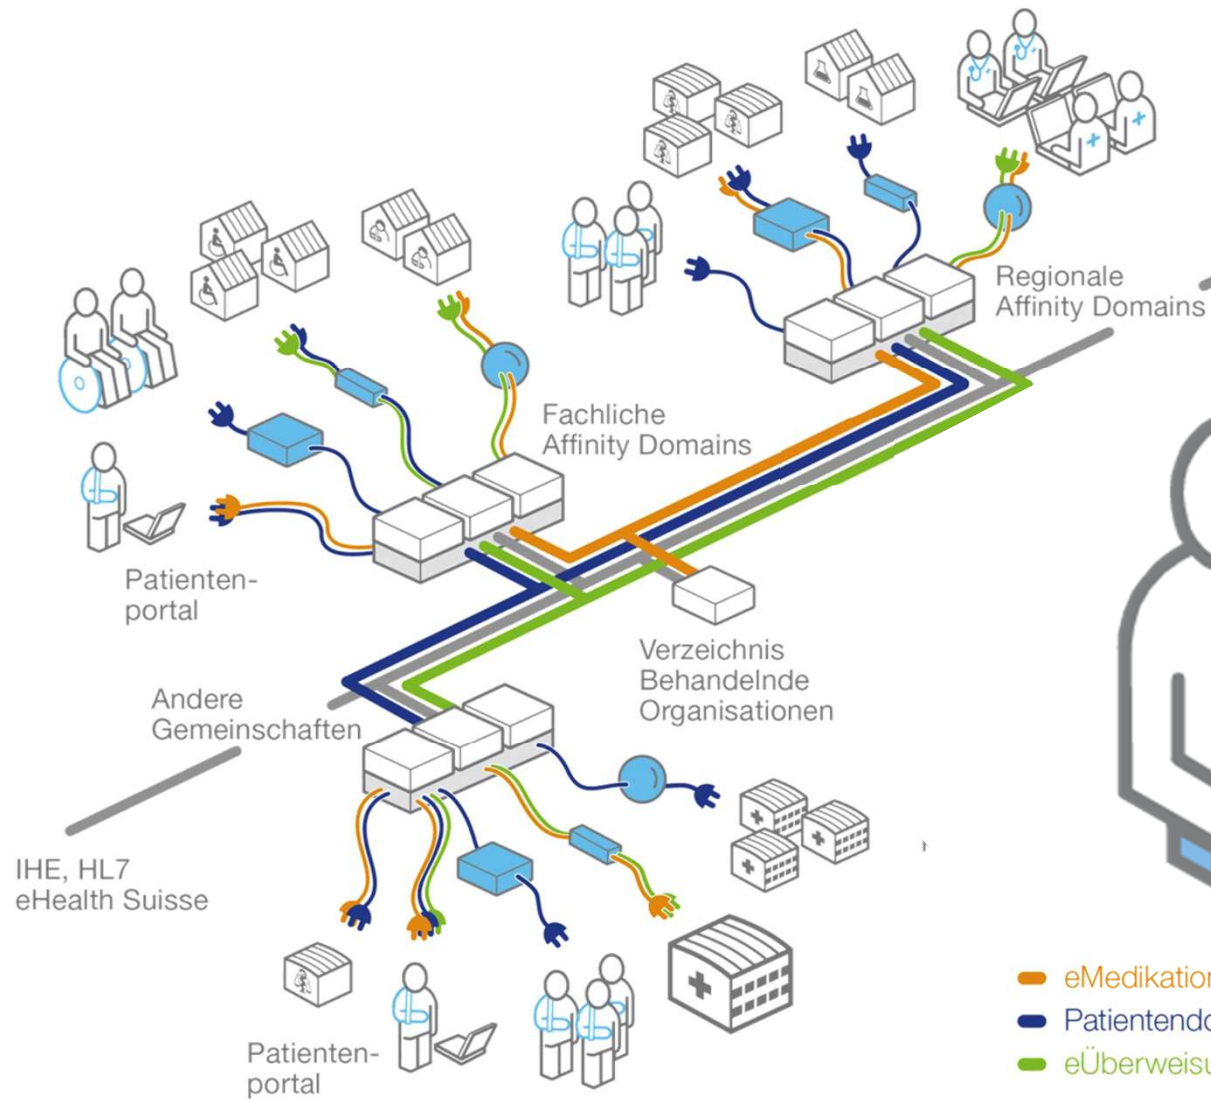 Regionale
Affinity Domains
Fachliche
Affinity Domains
Patienten-
portal
Verzeichnis
Behandelnde
Organisationen
Andere
Gemeinschaften
IHE, HL7
eHealth Suisse
Patienten-
portal
eMedikation